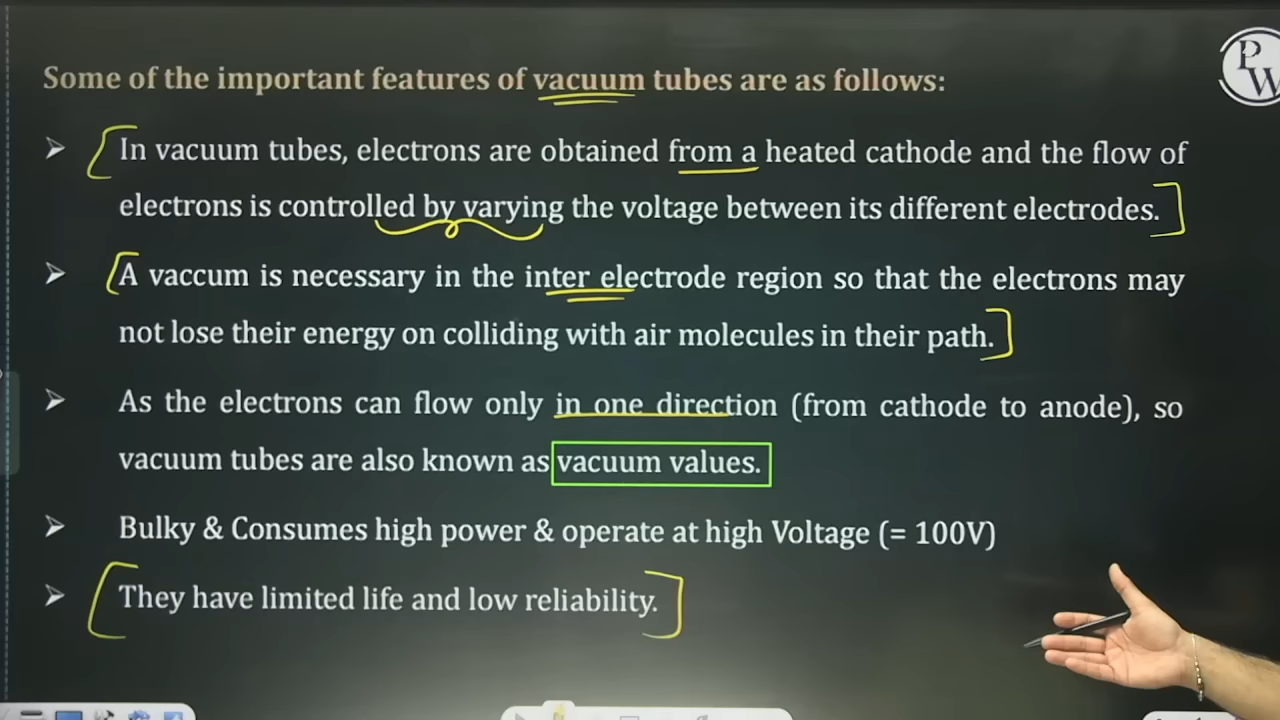 Some of the important features of vacuum tubes are as follows:
PW
➤ In vacuum tubes, electrons are obtained from a heated cathode and the flow of
electrons is controlled by varying the voltage between its different electrodes.
➤ A vaccum is necessary in the inter electrode region so that the electrons may
not lose their energy on colliding with air molecules in their path.
➤ As the electrons can flow only in one direction (from cathode to anode), so
vacuum tubes are also known as vacuum values.
➤ Bulky & Consumes high power & operate at high Voltage (= 100V)
➤ They have limited life and low reliability.